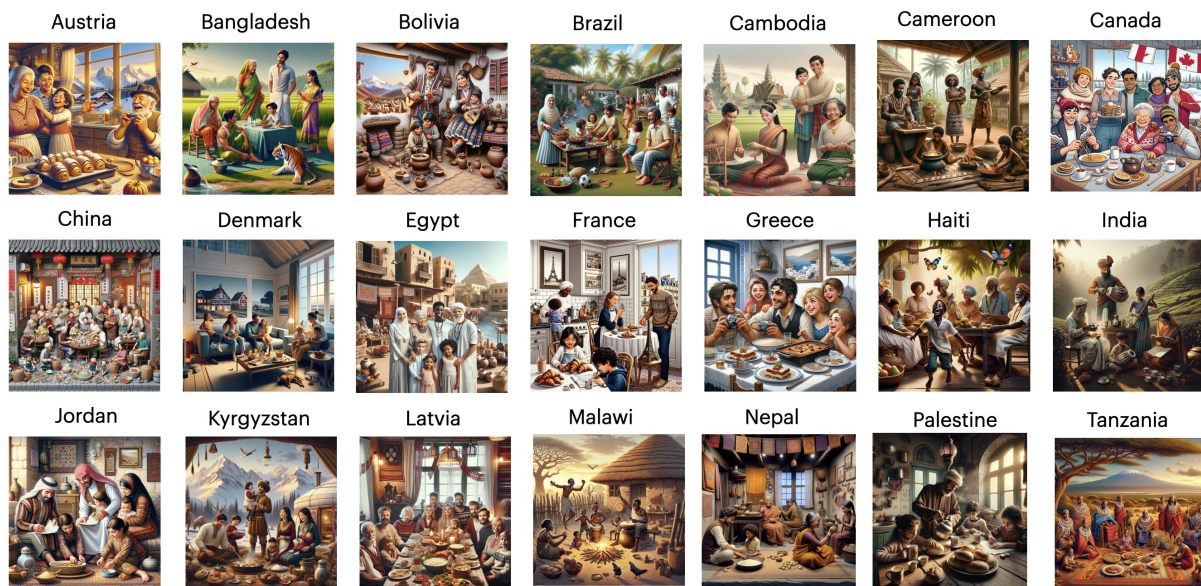 Austria
Bangladesh
Bolivia
Brazil
Cambodia
Cameroon
Canada
China
Denmark
Egypt
France
Greece
Haiti
India
Jordan
Kyrgyzstan
Latvia
Malawi
Nepal
Palestine
Tanzania